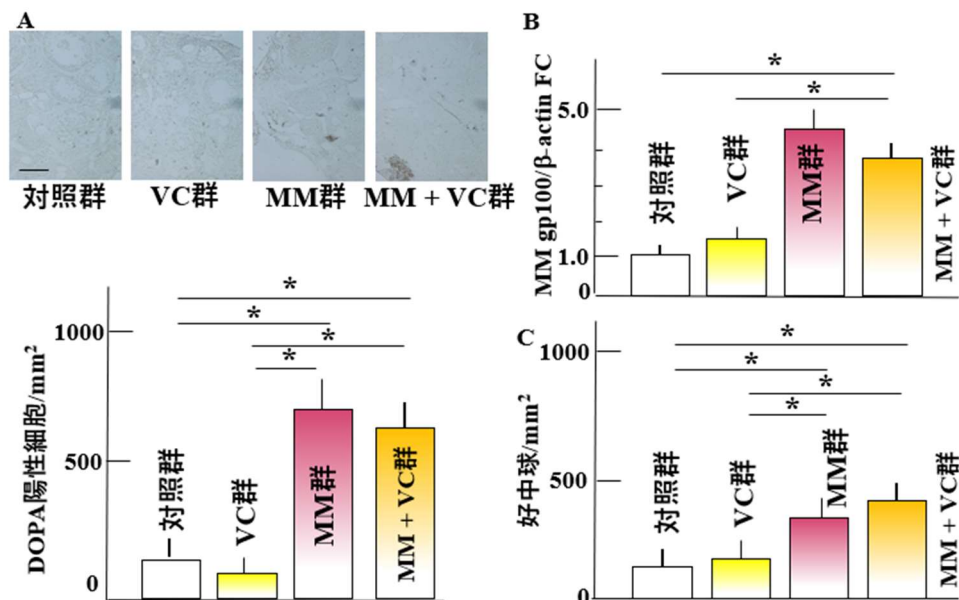 A
対照群
VC群
MM群
MM + VC群
DOPA陽性細胞/mm²
1000
500
0
*
*
*
*
対照群
VC群
MM群
MM + VC群
B
MM gp100/β-actin FC
5.0
1.0
0
*
*
対照群
VC群
MM群
MM + VC群
C
好中球/mm²
1000
500
0
*
*
*
*
対照群
VC群
MM群
MM + VC群